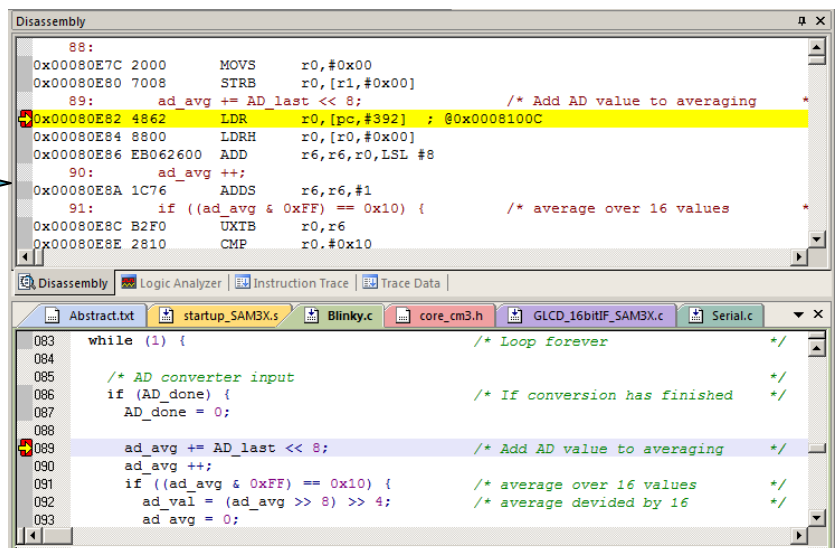 Disassembly
88:
0x00080E7C 2000 MOVS r0,#0x00
0x00080E80 7008 STRB r0,[r1,#0x00]
89: ad_avg += AD_last << 8; /* Add AD value to averaging *
0x00080E82 4862 LDR r0,[pc,#392] ; @0x0008100C
0x00080E84 8800 LDRH r0,[r0,#0x00]
0x00080E86 EB062600 ADD r6,r6,r0,LSL #8
90: ad_avg ++;
0x00080E8A 1C76 ADDS r6,r6,#1
91: if ((ad_avg & 0xFF) == 0x10) { /* average over 16 values *
0x00080E8C B2F0 UXTB r0,r6
0x00080E8E 2810 CMP r0,#0x10
Disassembly Logic Analyzer Instruction Trace Trace Data
Abstract.txt startup_SAM3X.s Blinky.c core_cm3.h GLCD_16bitIF_SAM3X.c Serial.c
083 while (1) { /* Loop forever */
084
085 /* AD converter input */
086 if (AD_done) { /* If conversion has finished */
087 AD_done = 0;
088
089 ad_avg += AD_last << 8; /* Add AD value to averaging */
090 ad_avg ++;
091 if ((ad_avg & 0xFF) == 0x10) { /* average over 16 values */
092 ad_val = (ad_avg >> 8) >> 4; /* average devided by 16 */
093 ad_avg = 0;